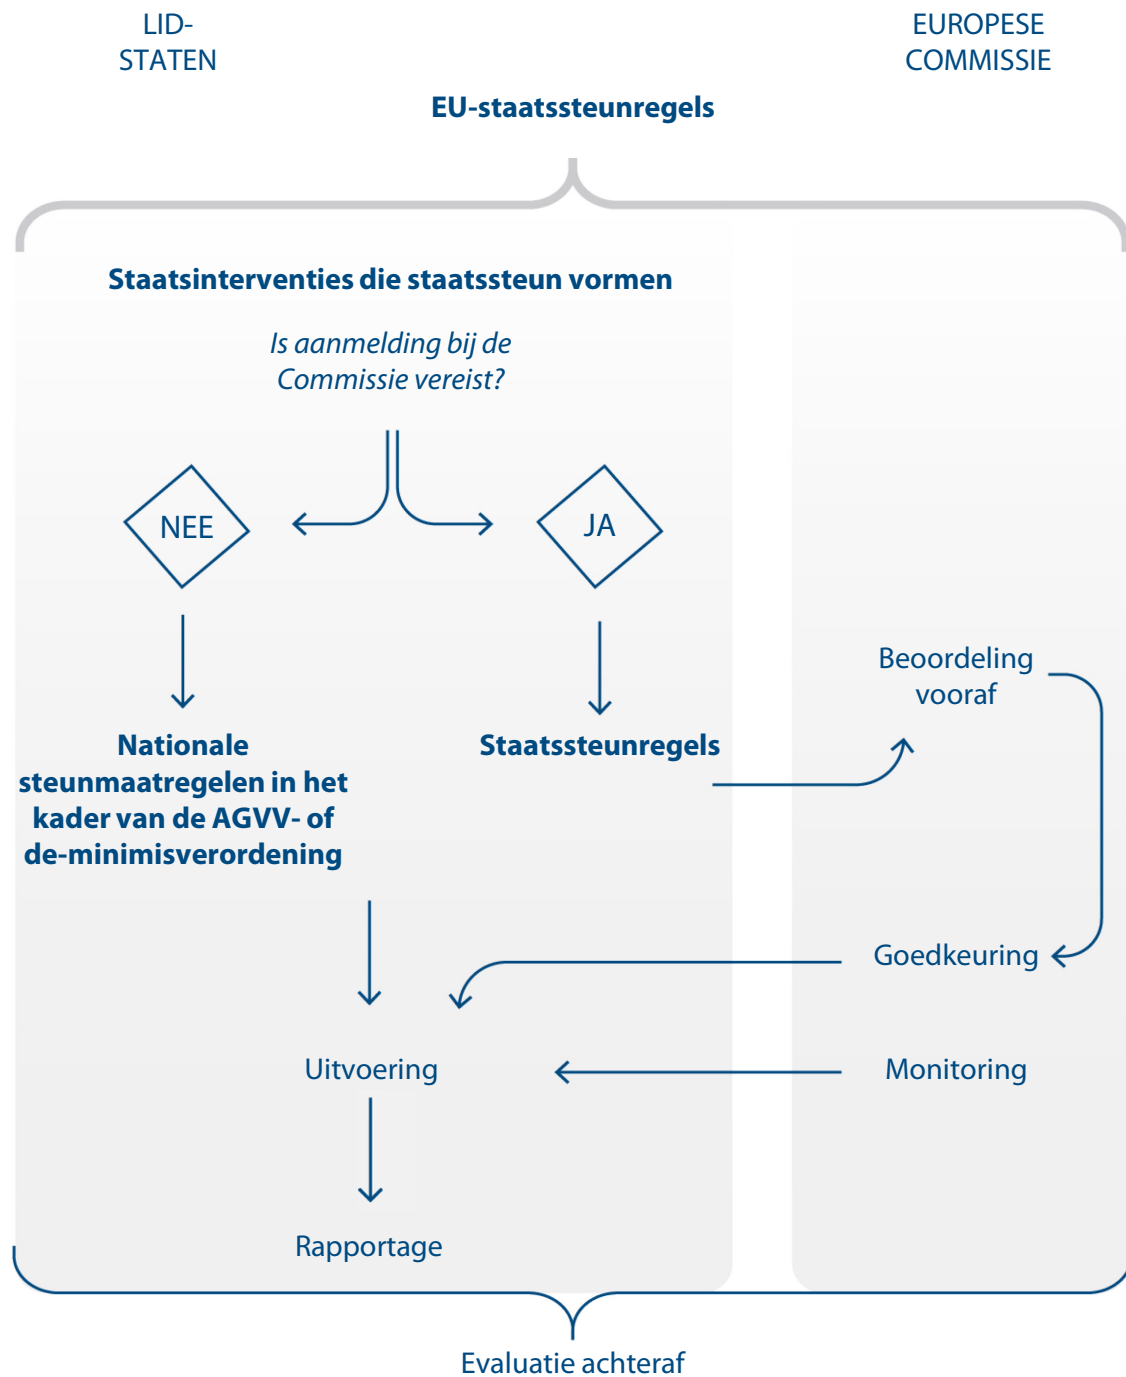 LID-
STATEN
EUROPESE
COMMISSIE
EU-staatssteunregels
Staatsinterventies die staatssteun vormen
Is aanmelding bij de
Commissie vereist?
NEE
JA
Nationale
steunmaatregelen in het
kader van de AGVV- of
de-minimisverordening
Staatssteunregels
Beoordeling
vooraf
Goedkeuring
Uitvoering
Monitoring
Rapportage
Evaluatie achteraf